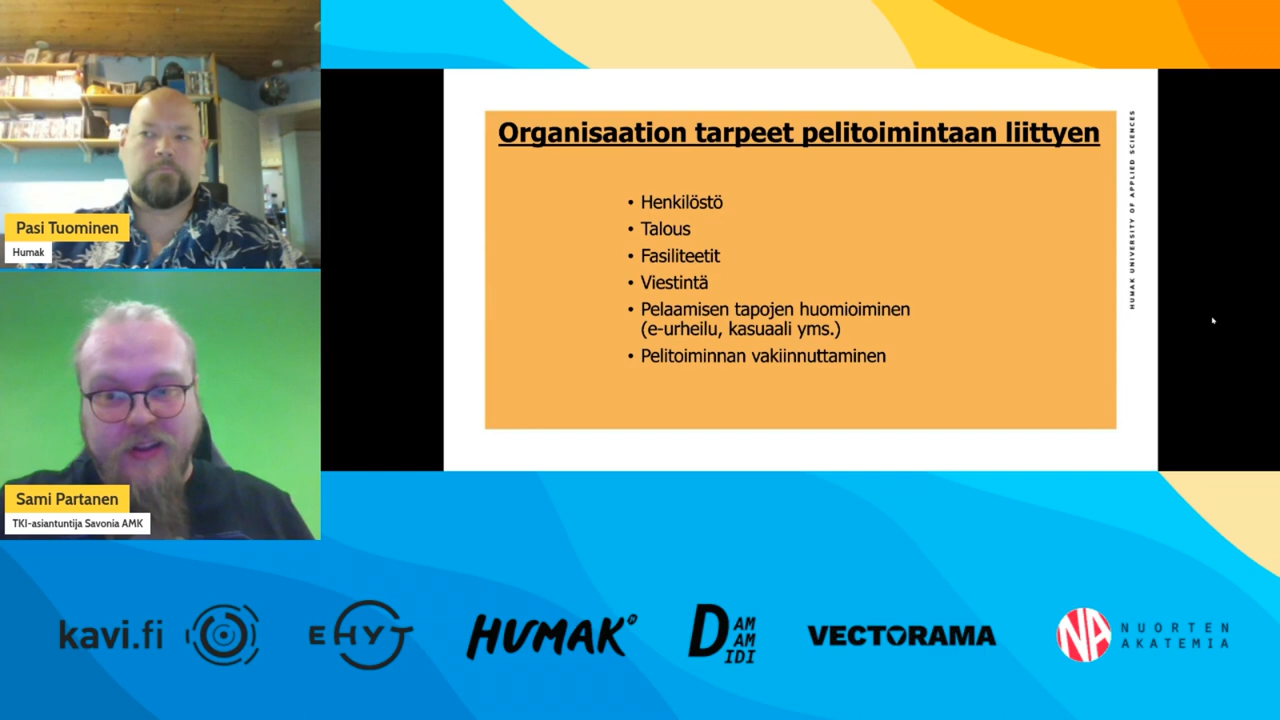 Pasi Tuominen
Humak
Sami Partanen
TKI-asiantuntija Savonia AMK
Organisaation tarpeet pelitoimintaan liittyen
• Henkilöstö
• Talous
• Fasiliteetit
• Viestintä
• Pelaamisen tapojen huomioiminen
(e-urheilu, kasuaali yms.)
• Pelitoiminnan vakiinnuttaminen
HUMAK UNIVERSITY OF APPLIED SCIENCES
kavi.fi
EHYT
HUMAK
DAM
AM
IDI
VECTORAMA
NA NUORTEN
AKATEMIA